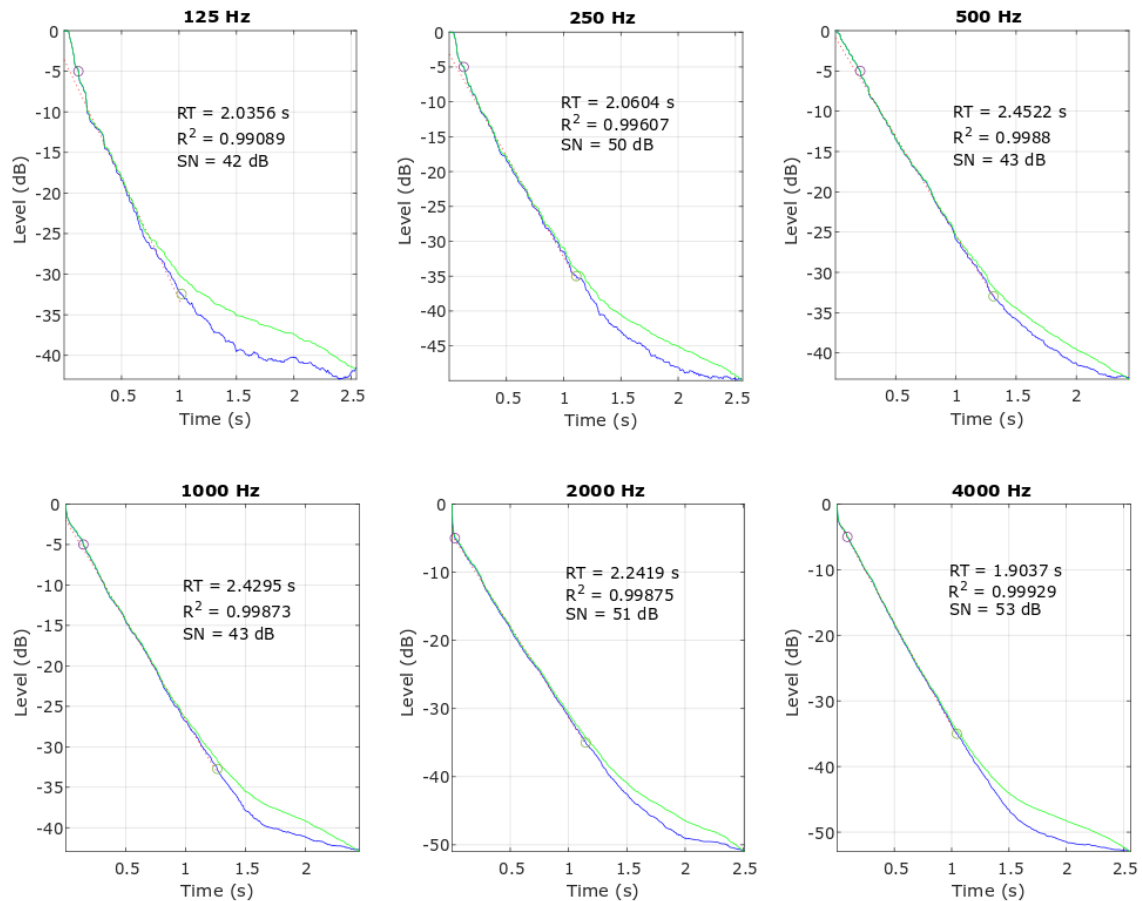 125 Hz
0
-5
-10
-15
-20
-25
-30
-35
-40
Level (dB)
RT = 2.0356 s
R² = 0.99089
SN = 42 dB
0.5 1 1.5 2 2.5
Time (s)
250 Hz
0
-5
-10
-15
-20
-25
-30
-35
-40
-45
Level (dB)
RT = 2.0604 s
R² = 0.99607
SN = 50 dB
0.5 1 1.5 2 2.5
Time (s)
500 Hz
0
-5
-10
-15
-20
-25
-30
-35
-40
Level (dB)
RT = 2.4522 s
R² = 0.9988
SN = 43 dB
0.5 1 1.5 2
Time (s)
1000 Hz
0
-5
-10
-15
-20
-25
-30
-35
-40
Level (dB)
RT = 2.4295 s
R² = 0.99873
SN = 43 dB
0.5 1 1.5 2
Time (s)
2000 Hz
0
-10
-20
-30
-40
-50
Level (dB)
RT = 2.2419 s
R² = 0.99875
SN = 51 dB
0.5 1 1.5 2 2.5
Time (s)
4000 Hz
0
-10
-20
-30
-40
-50
Level (dB)
RT = 1.9037 s
R² = 0.99929
SN = 53 dB
0.5 1 1.5 2 2.5
Time (s)